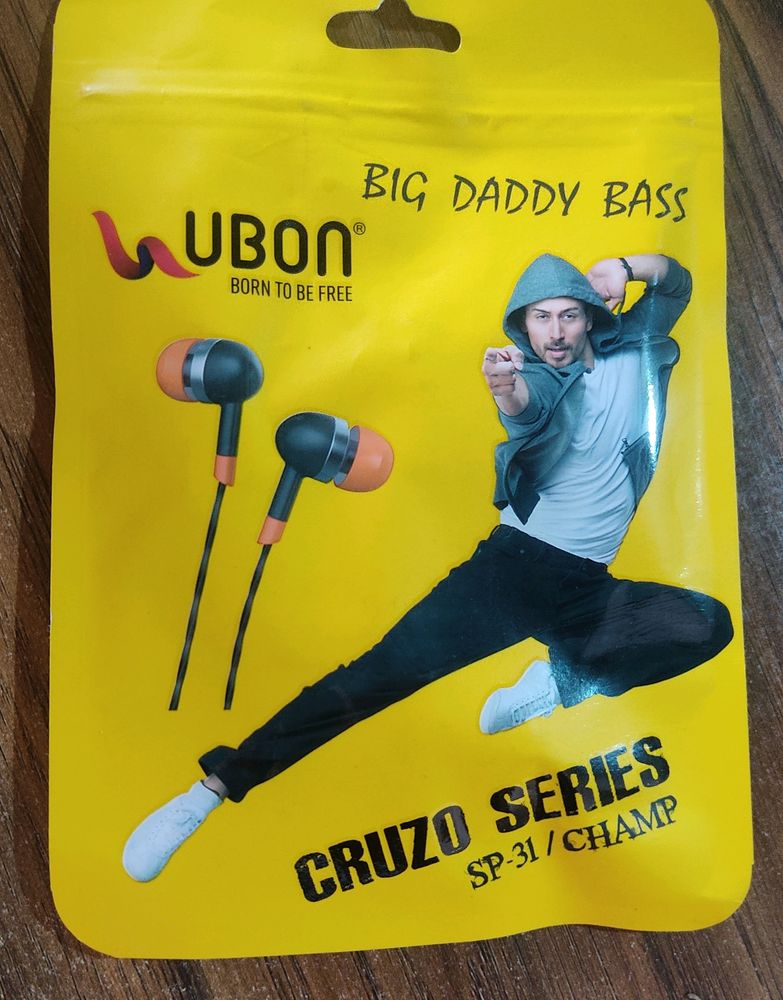 BIG DADDY BASS
UBON®
BORN TO BE FREE
CRUZO SERIES
SP-31 / CHAMP